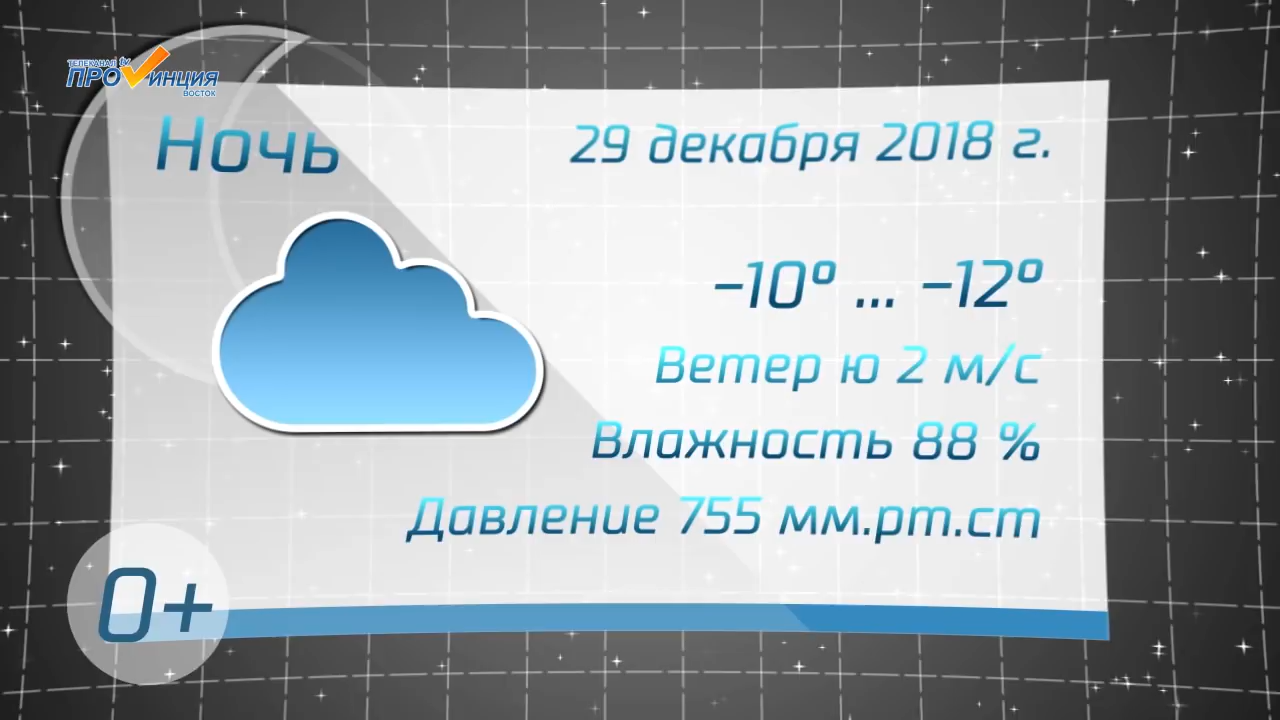 ТЕЛЕКАНАЛ tv
ПРОВИНЦИЯ
ВОСТОК
Ночь
29 декабря 2018 г.
-10° ... -12°
Ветер ю 2 м/с
Влажность 88 %
Давление 755 мм.рт.ст
0+